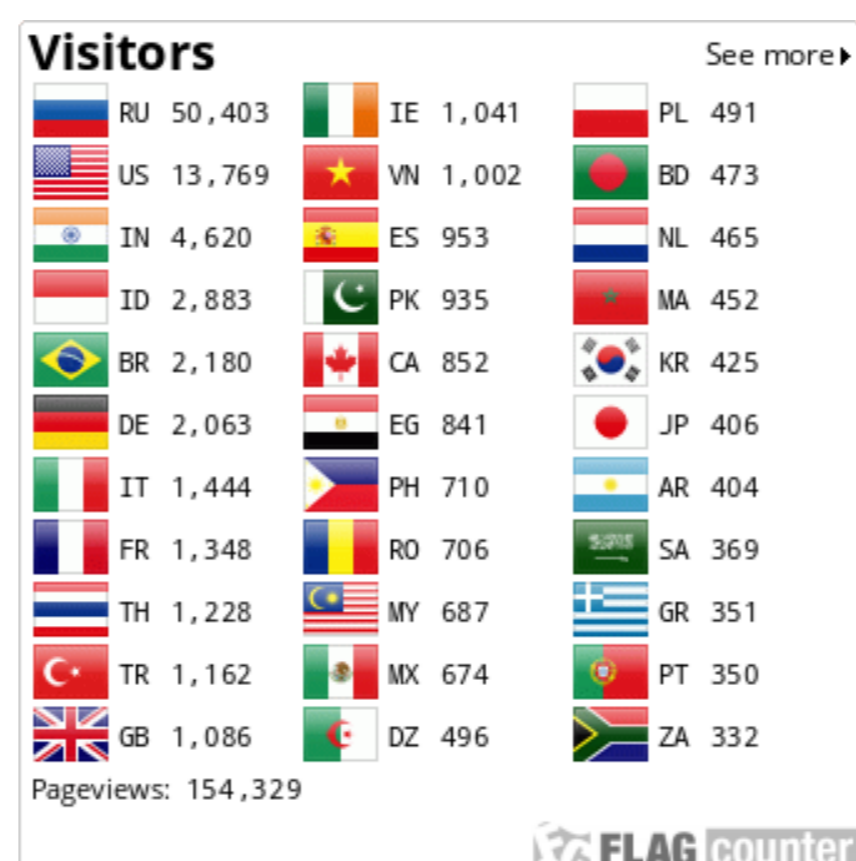 Visitors
See more
RU 50,403 IE 1,041 PL 491
US 13,769 VN 1,002 BD 473
IN 4,620 ES 953 NL 465
ID 2,883 PK 935 MA 452
BR 2,180 CA 852 KR 425
DE 2,063 EG 841 JP 406
IT 1,444 PH 710 AR 404
FR 1,348 RO 706 SA 369
TH 1,228 MY 687 GR 351
TR 1,162 MX 674 PT 350
GB 1,086 DZ 496 ZA 332
Pageviews: 154,329
FLAG counter